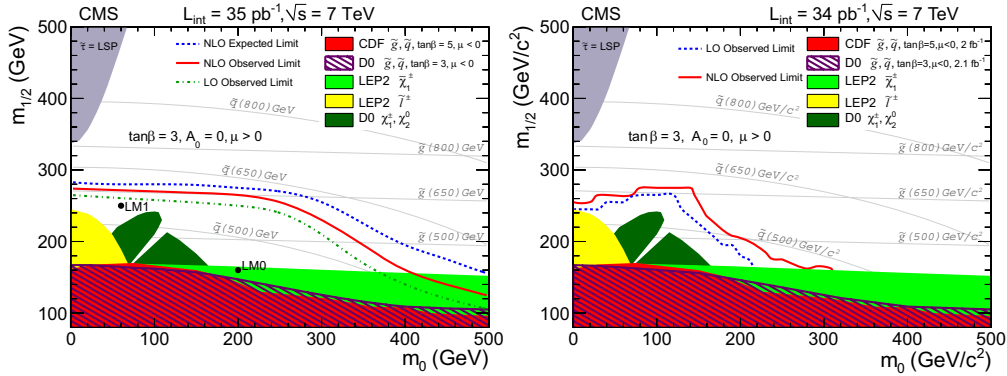 CMS
L_int = 35 pb⁻¹, √s = 7 TeV
m_1/2 (GeV)
500
400
300
200
100
τ̃ = LSP
NLO Expected Limit
NLO Observed Limit
LO Observed Limit
CDF g̃, q̃, tanβ = 5, μ < 0
D0 g̃, q̃, tanβ = 3, μ < 0
LEP2 χ̃₁^±
LEP2 l̃^±
D0 χ₁^±, χ₂⁰
q̃(800)GeV
tanβ = 3, A₀ = 0, μ > 0
g̃(800)GeV
q̃(650)GeV
g̃(650)GeV
LM1
q̃(500)GeV
g̃(500)GeV
LM0
0 100 200 300 400 500
m₀ (GeV)
CMS
L_int = 34 pb⁻¹, √s = 7 TeV
m_1/2 (GeV/c²)
500
400
300
200
100
τ̃ = LSP
LO Observed Limit
NLO Observed Limit
CDF g̃, q̃, tanβ=5, μ<0, 2 fb⁻¹
D0 g̃, q̃, tanβ=3, μ<0, 2.1 fb⁻¹
LEP2 χ̃₁^±
LEP2 l̃^±
D0 χ₁^±, χ₂⁰
q̃(800)GeV/c²
tanβ = 3, A₀ = 0, μ > 0
g̃(800)GeV/c²
q̃(650)GeV/c²
g̃(650)GeV/c²
q̃(500)GeV/c²
g̃(500)GeV/c²
0 100 200 300 400 500
m₀ (GeV/c²)